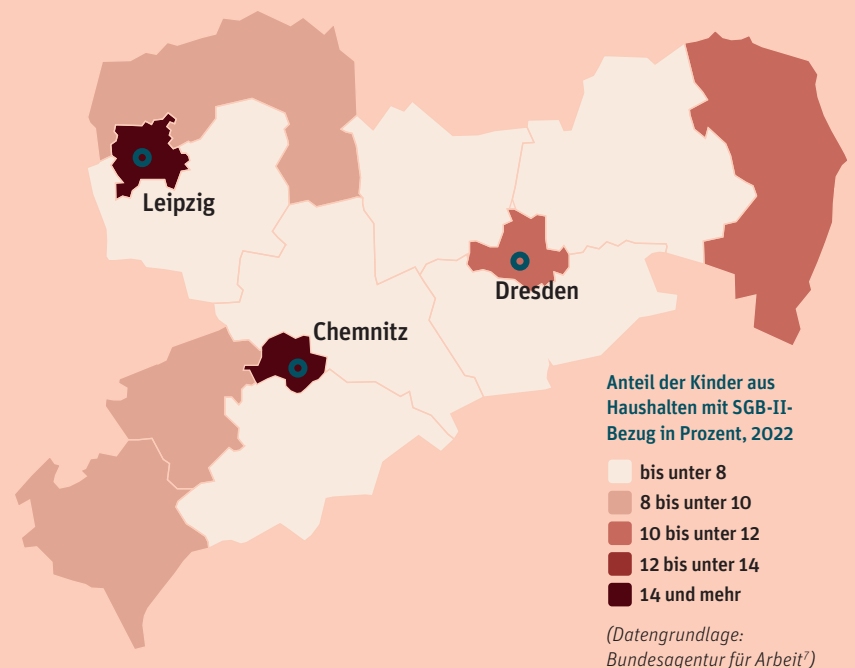 Leipzig
Dresden
Chemnitz
Anteil der Kinder aus
Haushalten mit SGB-II-
Bezug in Prozent, 2022
bis unter 8
8 bis unter 10
10 bis unter 12
12 bis unter 14
14 und mehr
(Datengrundlage:
Bundesagentur für Arbeit⁷)